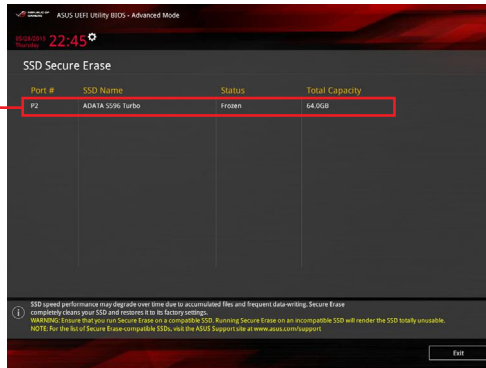 REPUBLIC OF GAMERS
ASUS UEFI Utility BIOS - Advanced Mode
05/28/2015
Thursday
22:45
SSD Secure Erase
Port # SSD Name Status Total Capacity
P2 ADATA S596 Turbo Frozen 64.0GB
SSD speed performance may degrade over time due to accumulated files and frequent data-writing. Secure Erase
completely cleans your SSD and restores it to its factory settings.
WARNING: Ensure that you run Secure Erase on a compatible SSD. Running Secure Erase on an incompatible SSD will render the SSD totally unusable.
NOTE: For the list of Secure Erase-compatible SSDs, visit the ASUS Support site at www.asus.com/support
Exit